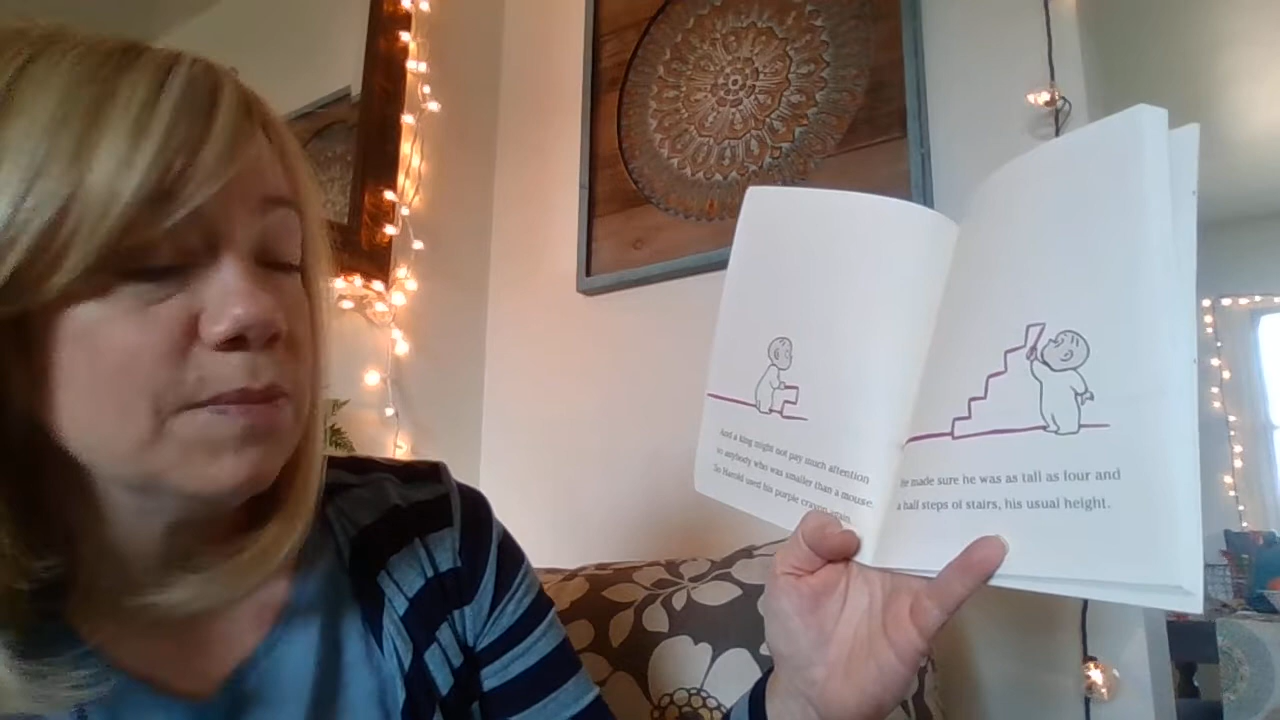 And a king might not pay much attention
to anybody who was smaller than a mouse.
So Harold used his purple crayon again.
He made sure he was as tall as four and
a half steps of stairs, his usual height.